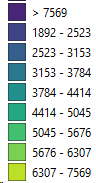 > 7569
1892 - 2523
2523 - 3153
3153 - 3784
3784 - 4414
4414 - 5045
5045 - 5676
5676 - 6307
6307 - 7569